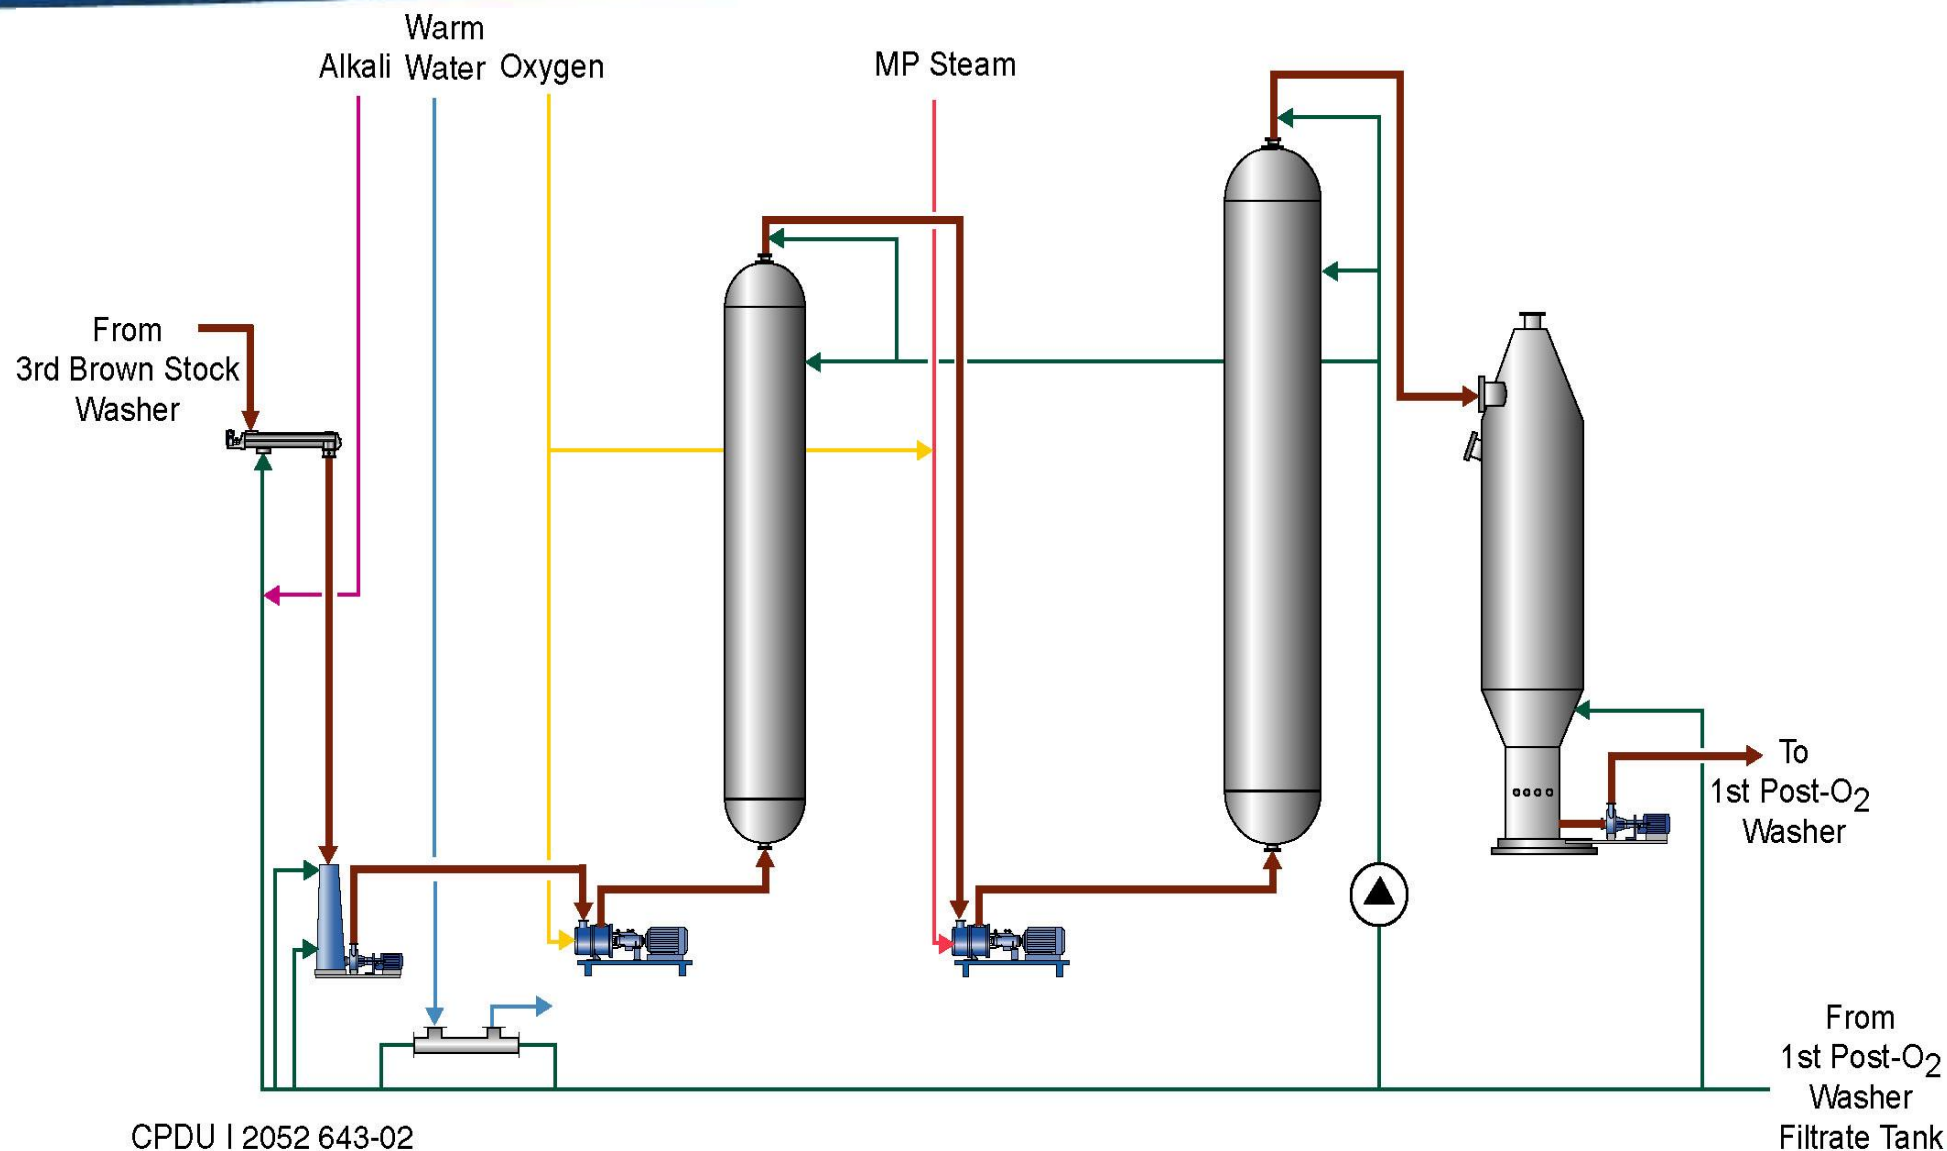 Warm
Alkali Water Oxygen
MP Steam
From
3rd Brown Stock
Washer
To
1st Post-O2
Washer
From
1st Post-O2
Washer
Filtrate Tank
CPDU I 2052 643-02